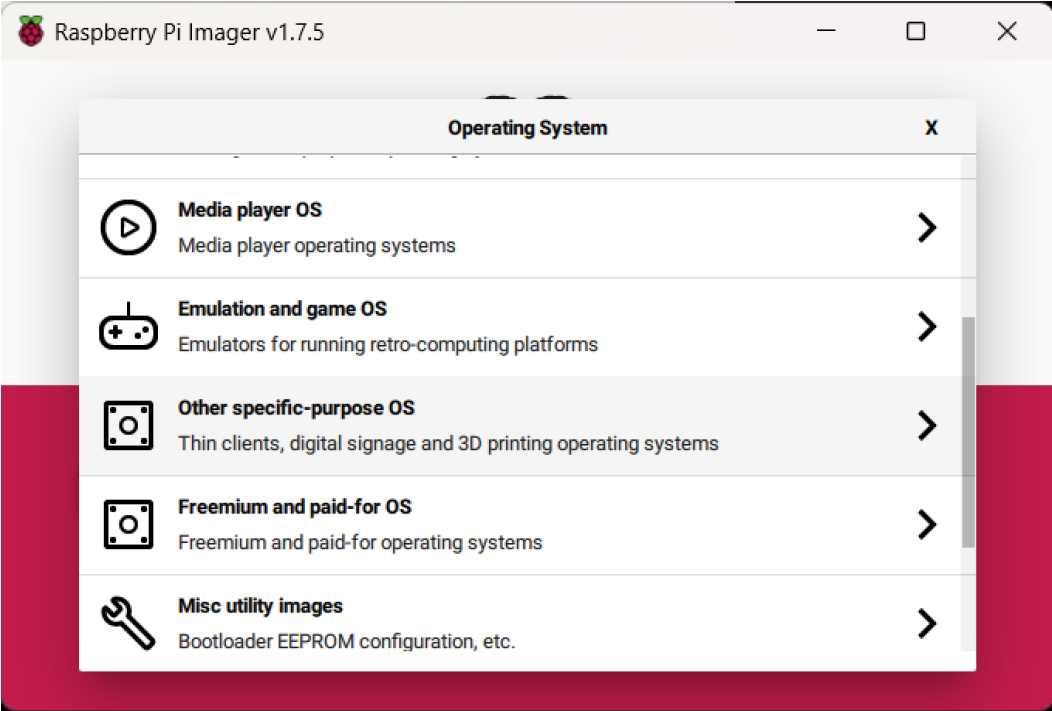 Raspberry Pi Imager v1.7.5
Operating System X
Media player OS
Media player operating systems
Emulation and game OS
Emulators for running retro-computing platforms
Other specific-purpose OS
Thin clients, digital signage and 3D printing operating systems
Freemium and paid-for OS
Freemium and paid-for operating systems
Misc utility images
Bootloader EEPROM configuration, etc.